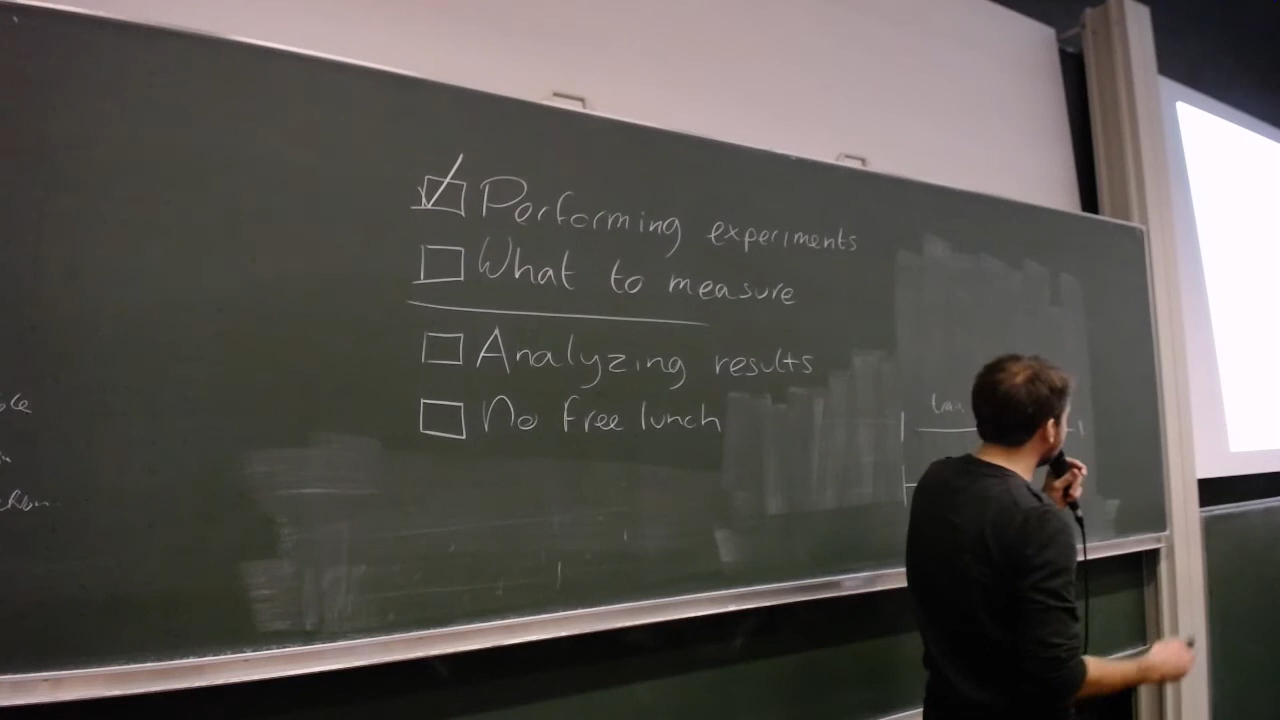 Performing experiments
What to measure
Analyzing results
No free lunch